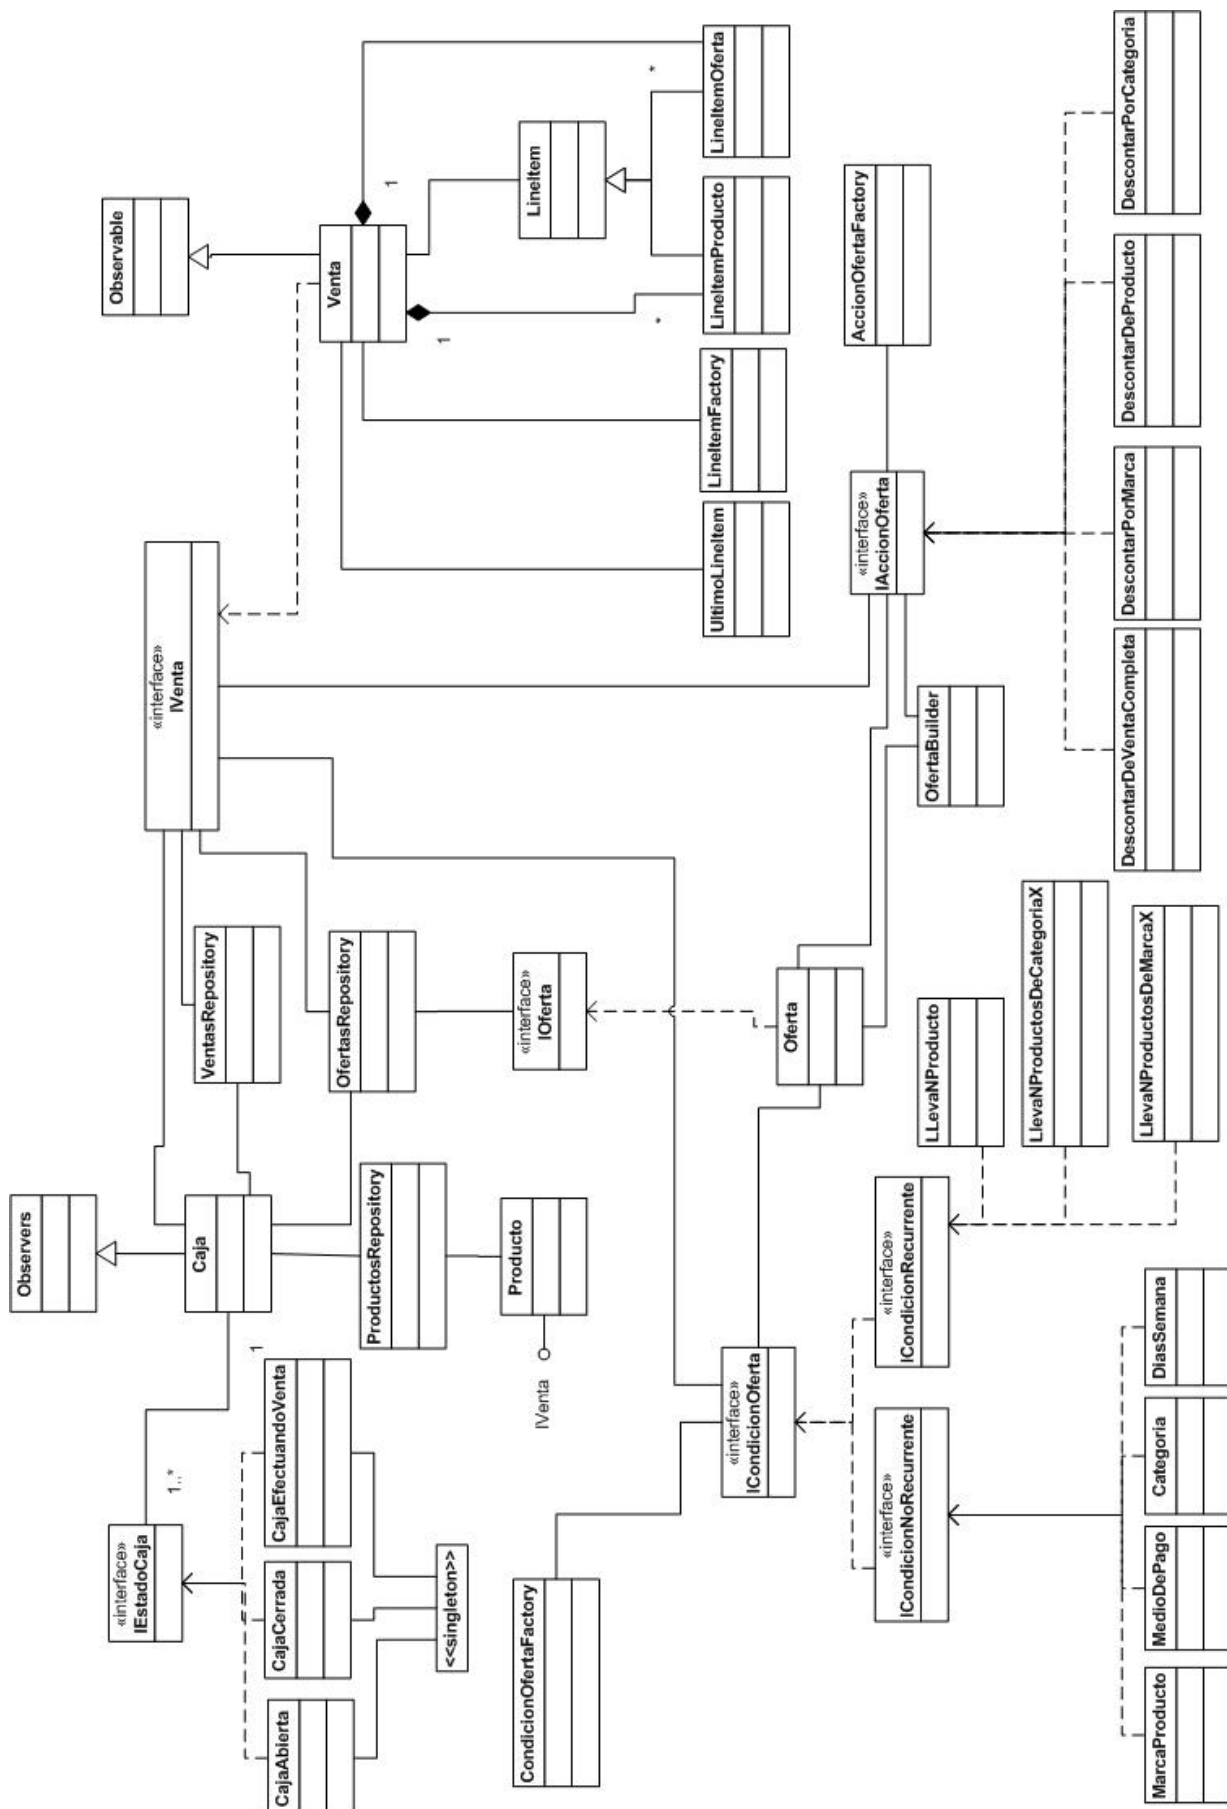 Observers
Observable
«interface»
IEstadoCaja
1..*
1
Caja
«interface»
IVenta
Venta
1
1
CajaAbierta
CajaCerrada
CajaEfectuandoVenta
<<singleton>>
VentasRepository
OfertasRepository
ProductosRepository
Producto
IVenta
«interface»
IOferta
LineItem
UltimoLineItem
LineItemFactory
LineItemProducto
*
LineItemOferta
*
CondicionOfertaFactory
«interface»
ICondicionOferta
Oferta
OfertaBuilder
«interface»
IAccionOferta
AccionOfertaFactory
«interface»
ICondicionNoRecurrente
«interface»
ICondicionRecurrente
LLevaNProducto
LlevaNProductosDeCategoriaX
LlevaNProductosDeMarcaX
MarcaProducto
MedioDePago
Categoria
DiasSemana
DescontarDeVentaCompleta
DescontarPorMarca
DescontarDeProducto
DescontarPorCategoria